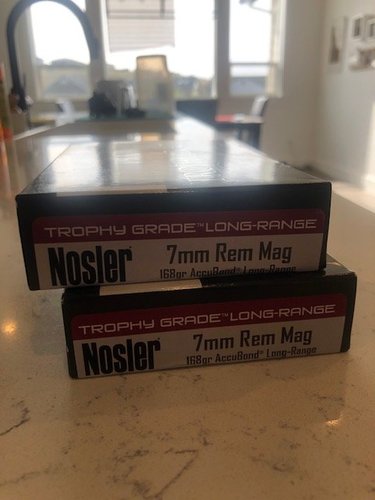 TROPHY GRADE™ LONG-RANGE
Nosler® 7mm Rem Mag
168gr AccuBond® Long-Range
TROPHY GRADE™ LONG-RANGE
Nosler® 7mm Rem Mag
168gr AccuBond® Long-Range